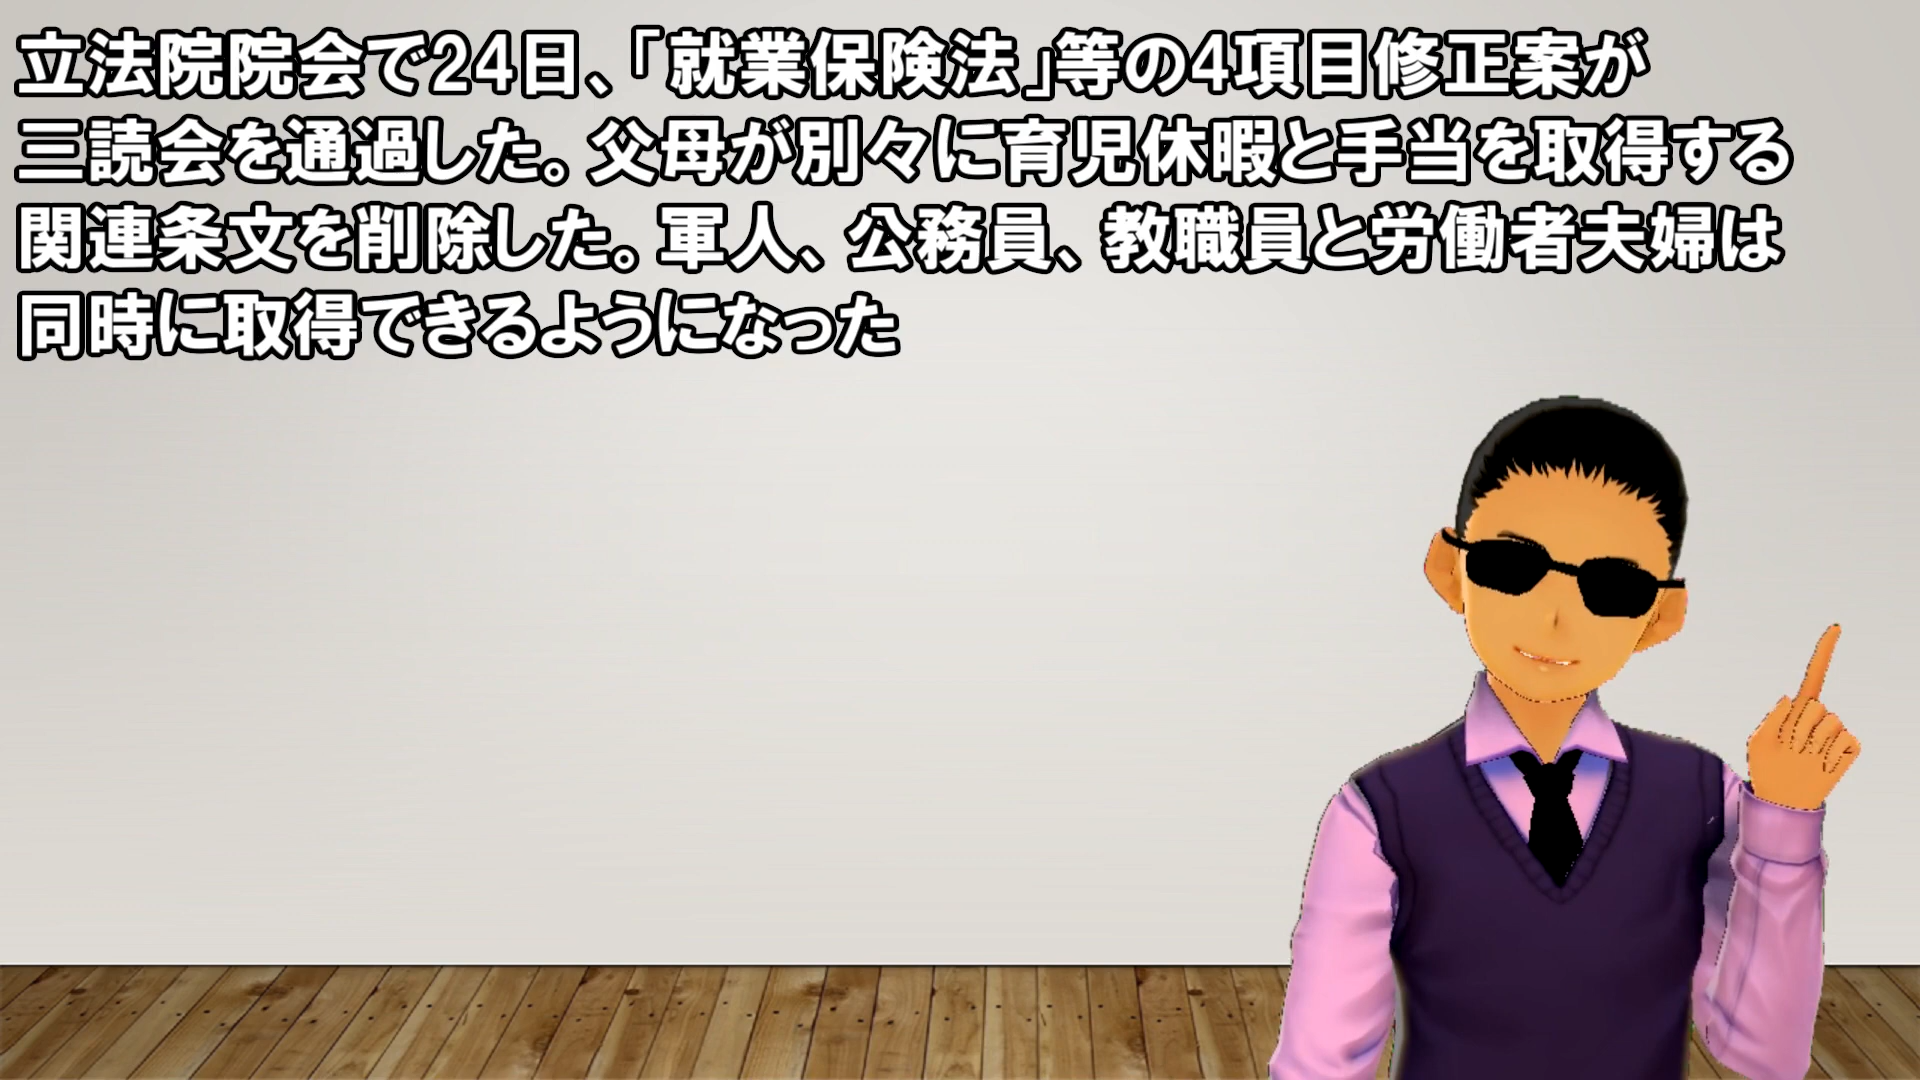 立法院院会で24日、「就業保険法」等の4項目修正案が
三読会を通過した。父母が別々に育児休暇と手当を取得する
関連条文を削除した。軍人、公務員、教職員と労働者夫婦は
同時に取得できるようになった